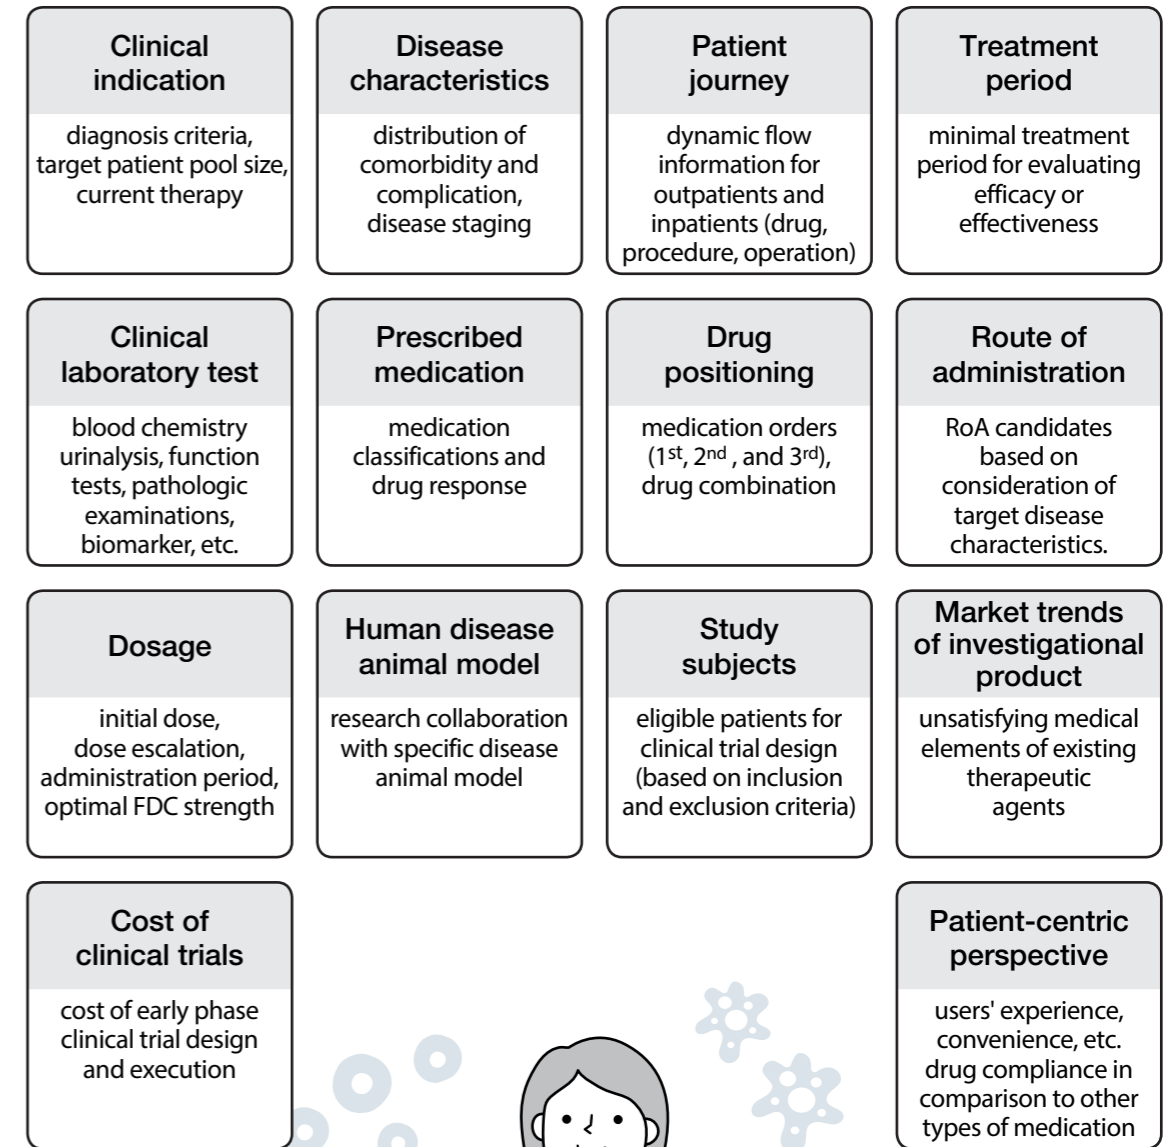 Clinical
indication
diagnosis criteria,
target patient pool size,
current therapy
Disease
characteristics
distribution of
comorbidity and
complication,
disease staging
Patient
journey
dynamic flow
information for
outpatients and
inpatients (drug,
procedure, operation)
Treatment
period
minimal treatment
period for evaluating
efficacy or
effectiveness
Clinical
laboratory test
blood chemistry
urinalysis, function
tests, pathologic
examinations,
biomarker, etc.
Prescribed
medication
medication
classifications and
drug response
Drug
positioning
medication orders
(1st, 2nd , and 3rd),
drug combination
Route of
administration
RoA candidates
based on
consideration of
target disease
characteristics.
Dosage
initial dose,
dose escalation,
administration period,
optimal FDC strength
Human disease
animal model
research collaboration
with specific disease
animal model
Study
subjects
eligible patients for
clinical trial design
(based on inclusion
and exclusion criteria)
Market trends
of investigational
product
unsatisfying medical
elements of existing
therapeutic
agents
Cost of
clinical trials
cost of early phase
clinical trial design
and execution
Patient-centric
perspective
users' experience,
convenience, etc.
drug compliance in
comparison to other
types of medication